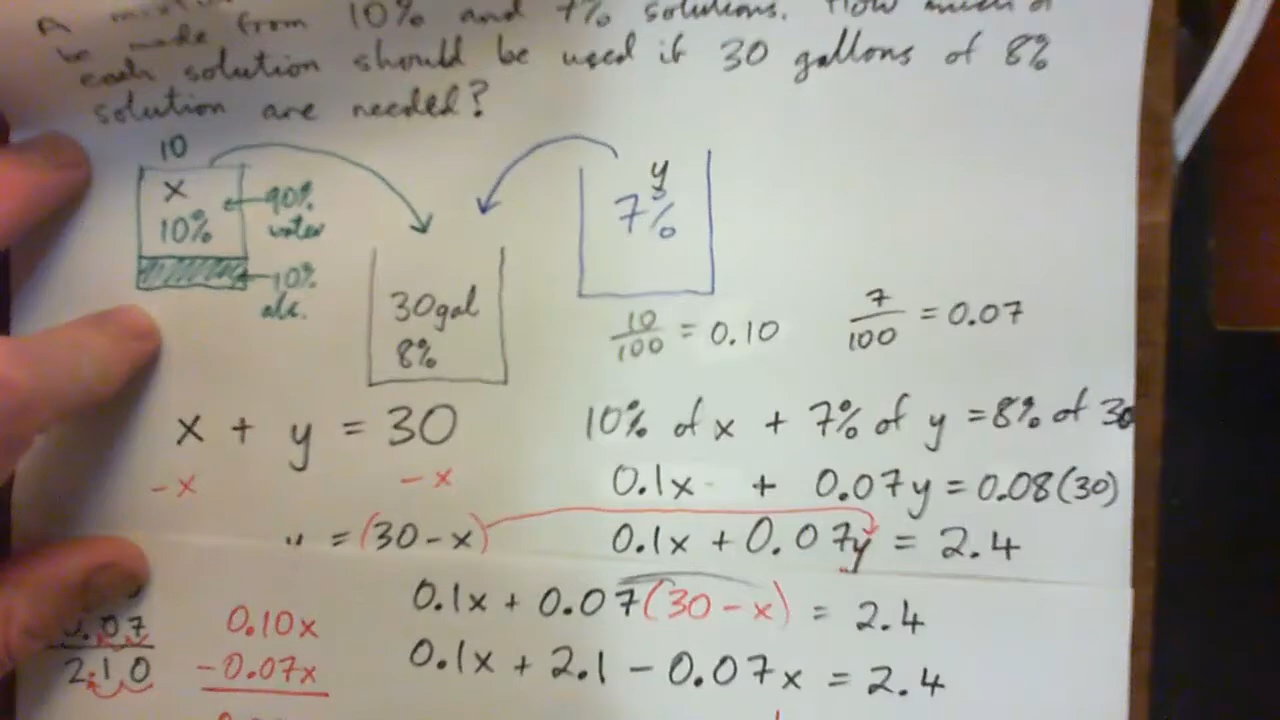 A
be made from 10% and 7% solutions. How much of
each solution should be used if 30 gallons of 8%
solution are needed?
10
x
10%
90%
water
10%
alc.
y
7%
30gal
8%
10/100 = 0.10
7/100 = 0.07
x + y = 30
-x -x
= (30-x)
10% of x + 7% of y = 8% of 30
0.1x + 0.07y = 0.08(30)
0.1x + 0.07y = 2.4
0.1x + 0.07(30-x) = 2.4
0.1x + 2.1 - 0.07x = 2.4
0.07
2.10
0.10x
-0.07x